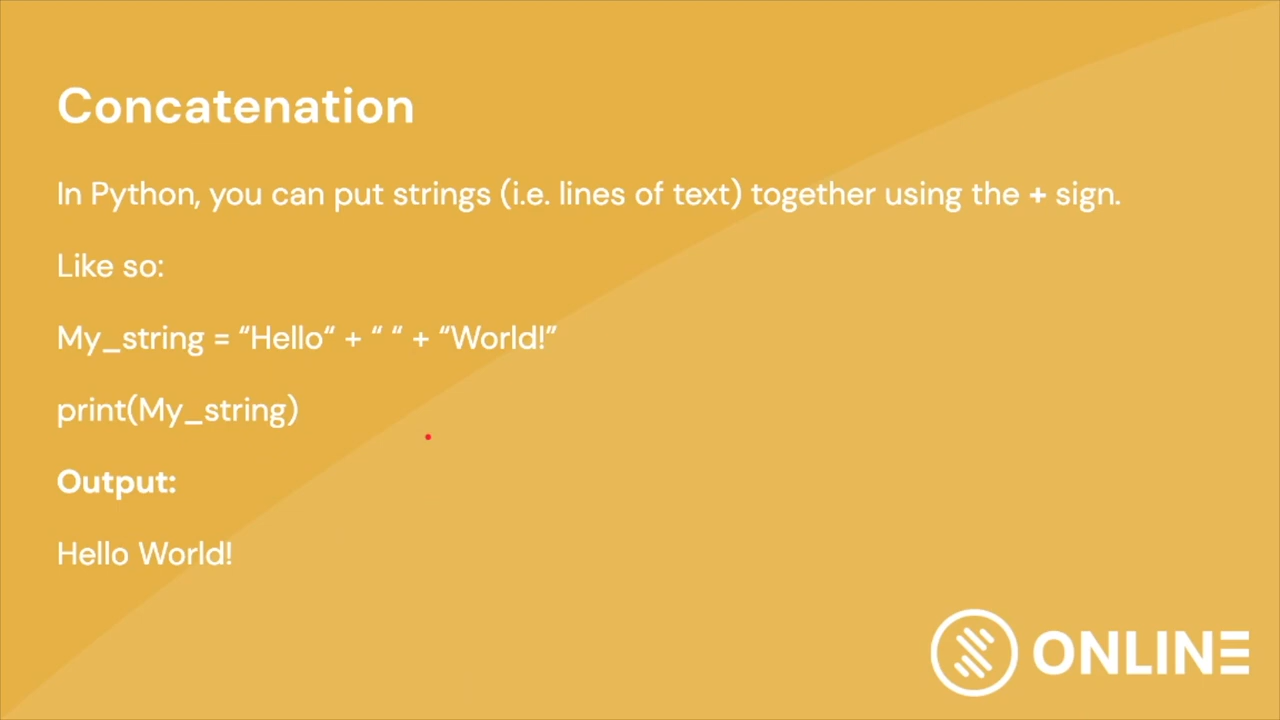 Concatenation
In Python, you can put strings (i.e. lines of text) together using the + sign.
Like so:
My_string = “Hello“ + “ “ + “World!”
print(My_string)
Output:
Hello World!
ONLINE